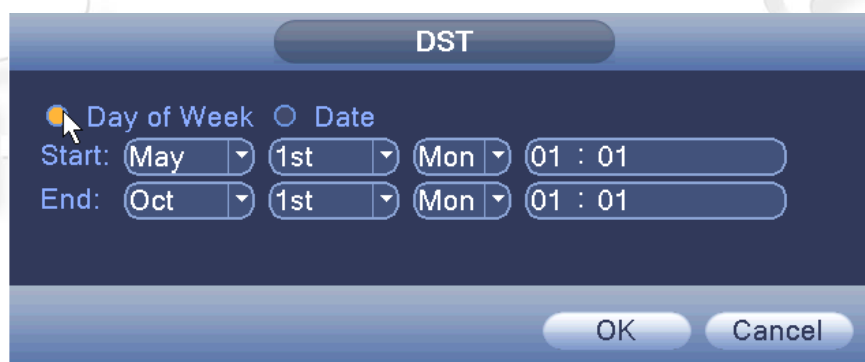 DST
Day of Week Date
Start: May 1st Mon 01 : 01
End: Oct 1st Mon 01 : 01
OK Cancel